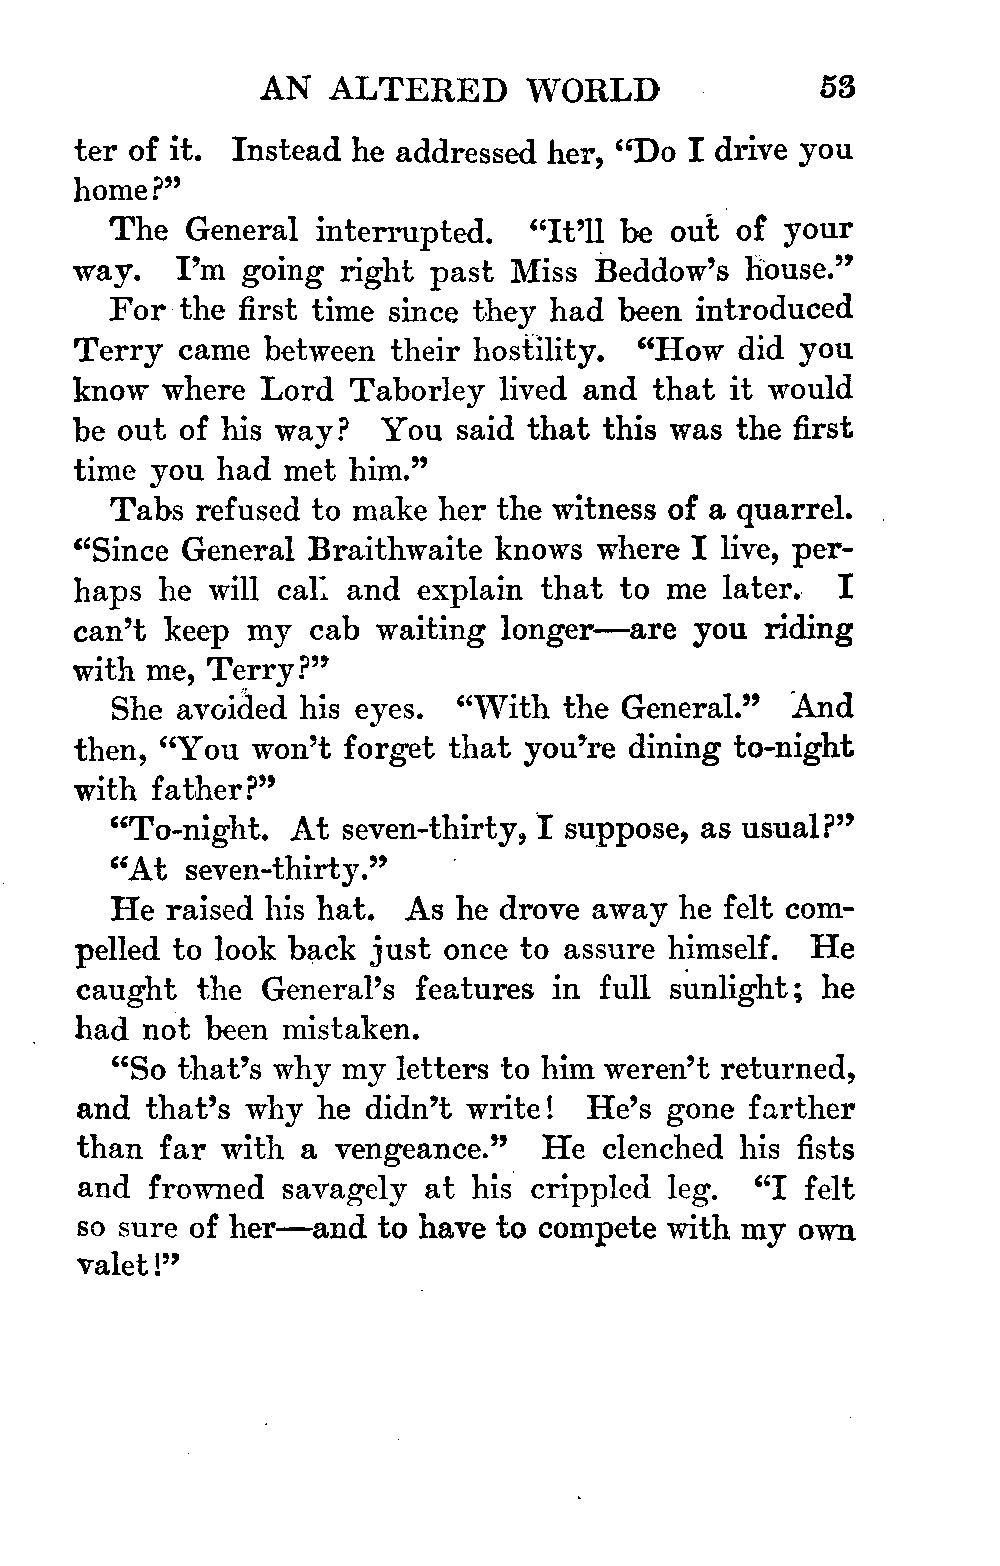 AN ALTERED WORLD 53
ter of it. Instead he addressed her, “Do I drive you
home?”
The General interrupted. “It’ll be out of your
way. I’m going right past Miss Beddow’s house.”
For the first time since they had been introduced
Terry came between their hostility. “How did you
know where Lord Taborley lived and that it would
be out of his way? You said that this was the first
time you had met him.”
Tabs refused to make her the witness of a quarrel.
“Since General Braithwaite knows where I live, per-
haps he will call and explain that to me later. I
can’t keep my cab waiting longer—are you riding
with me, Terry?”
She avoided his eyes. “With the General.” And
then, “You won’t forget that you’re dining to-night
with father?”
“To-night. At seven-thirty, I suppose, as usual?”
“At seven-thirty.”
He raised his hat. As he drove away he felt com-
pelled to look back just once to assure himself. He
caught the General’s features in full sunlight; he
had not been mistaken.
“So that’s why my letters to him weren’t returned,
and that’s why he didn’t write! He’s gone farther
than far with a vengeance.” He clenched his fists
and frowned savagely at his crippled leg. “I felt
so sure of her—and to have to compete with my own
valet!”